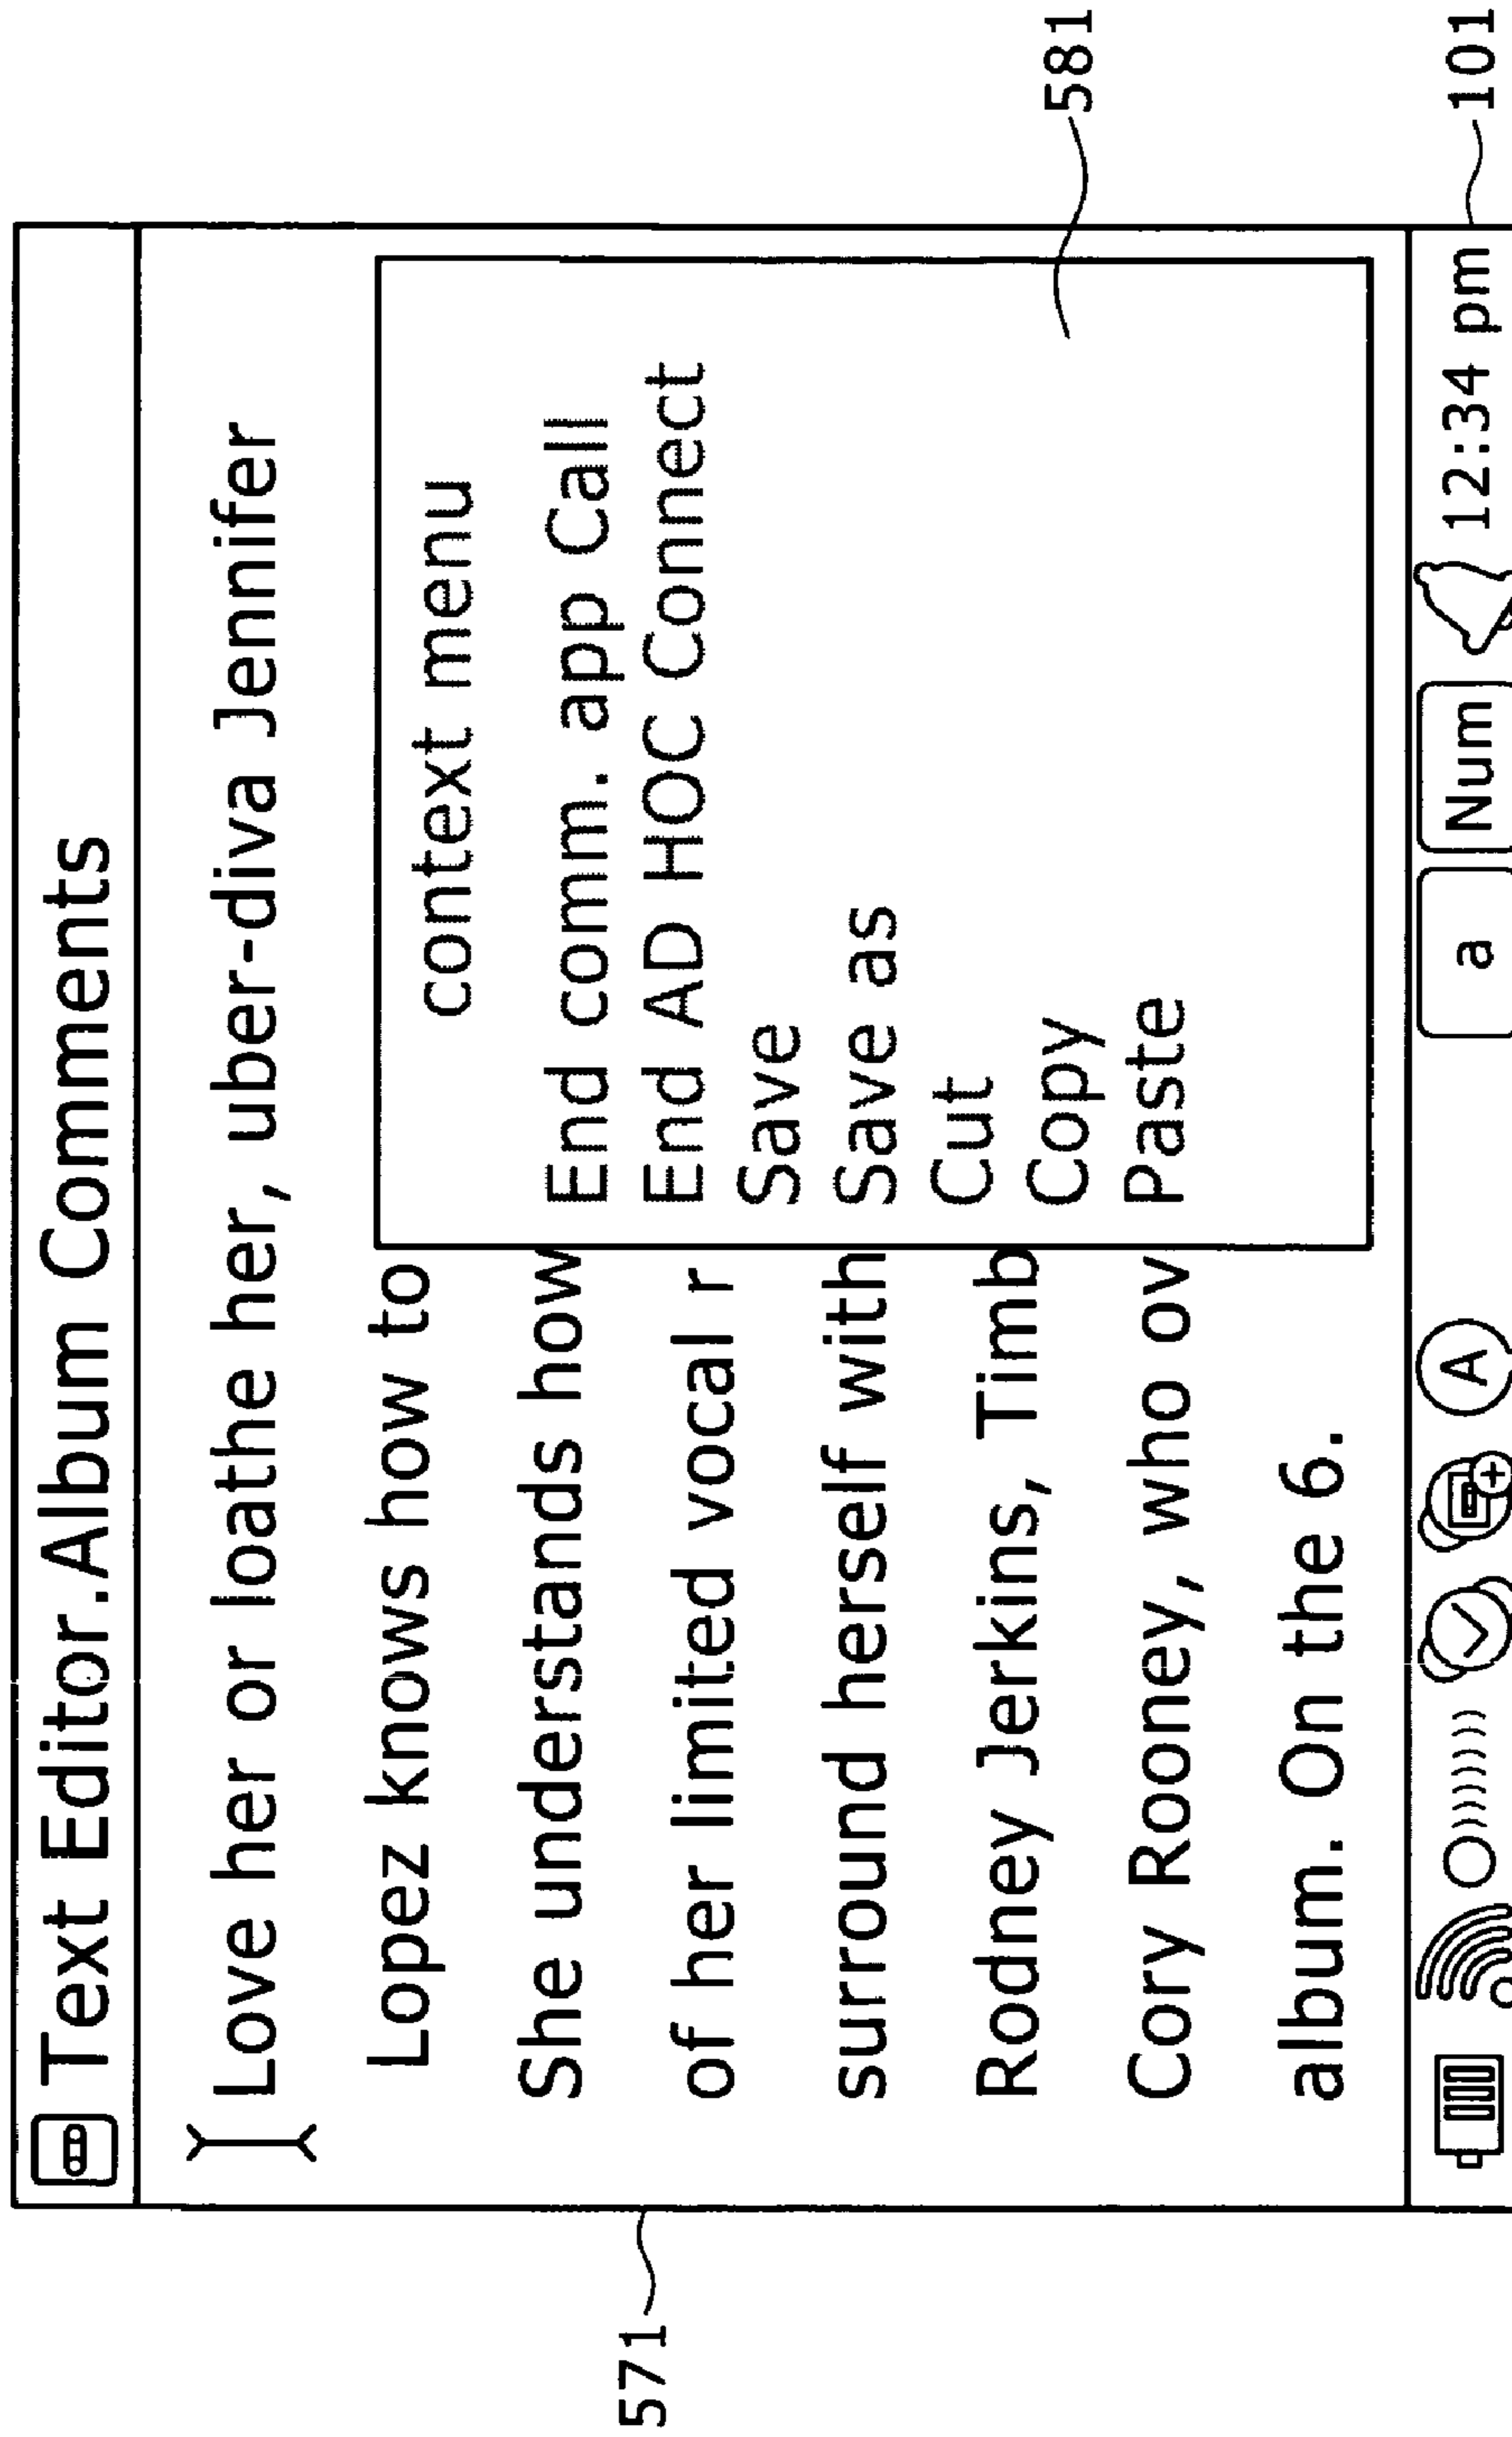 Text Editor.Album Comments
Love her or loathe her, uber-diva Jennifer
Lopez knows how to
She understands how
of her limited vocal r
surround herself with
Rodney Jerkins, Timb
Cory Rooney, who ov
album. On the 6.
context menu
End comm. app Call
End AD HOC Connect
Save
Save as
Cut
Copy
Paste
A
a
Num
12:34 pm
571
581
101